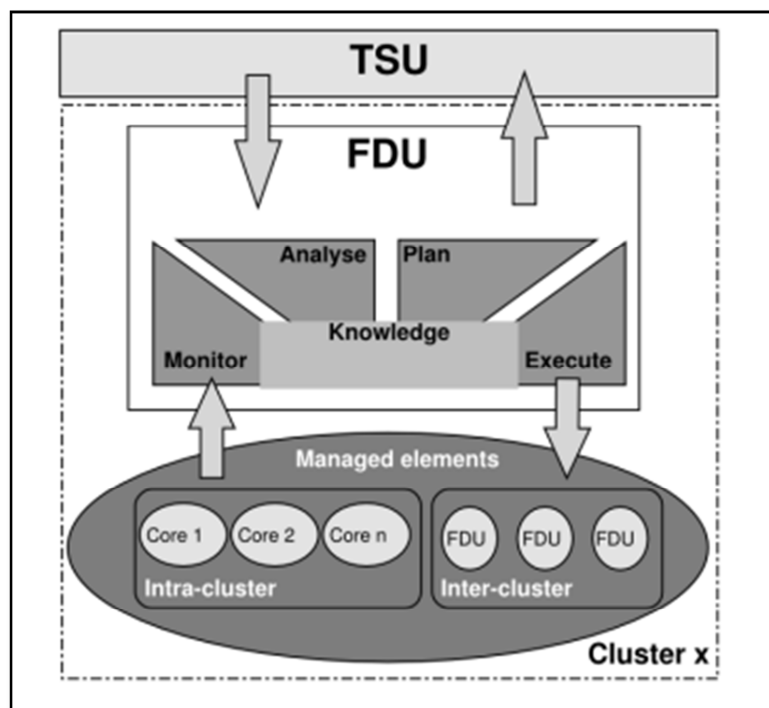 TSU
FDU
Analyse Plan
Knowledge
Monitor Execute
Managed elements
Core 1 Core 2 Core n FDU FDU FDU
Intra-cluster Inter-cluster
Cluster x